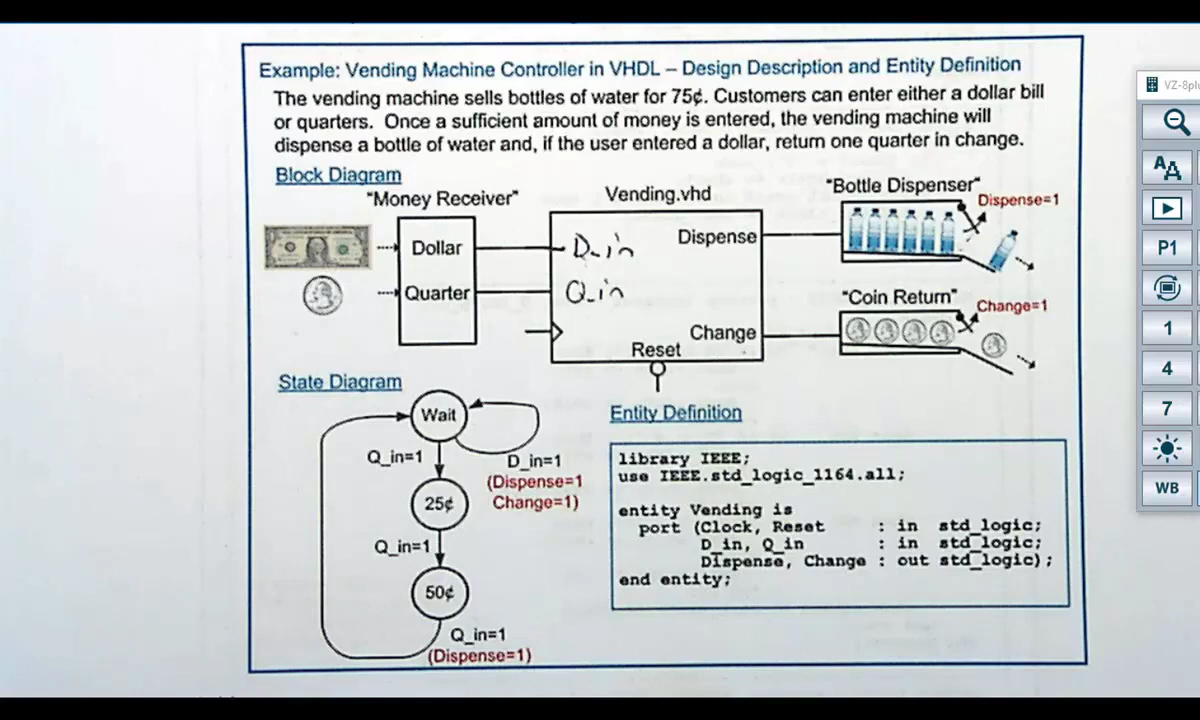 Example: Vending Machine Controller in VHDL – Design Description and Entity Definition
The vending machine sells bottles of water for 75¢. Customers can enter either a dollar bill
or quarters. Once a sufficient amount of money is entered, the vending machine will
dispense a bottle of water and, if the user entered a dollar, return one quarter in change.
Block Diagram
"Money Receiver"
Vending.vhd
"Bottle Dispenser"
Dispense=1
Dollar
D_in
Dispense
Quarter
Q_in
"Coin Return"
Change=1
Change
Reset
State Diagram
Wait
Q_in=1
D_in=1
(Dispense=1
Change=1)
25¢
Q_in=1
50¢
Q_in=1
(Dispense=1)
Entity Definition
library IEEE;
use IEEE.std_logic_1164.all;
entity Vending is
port (Clock, Reset : in std_logic;
D_in, Q_in : in std_logic;
Dispense, Change : out std_logic);
end entity;
VZ-8plu
AA
P1
1
4
7
WB